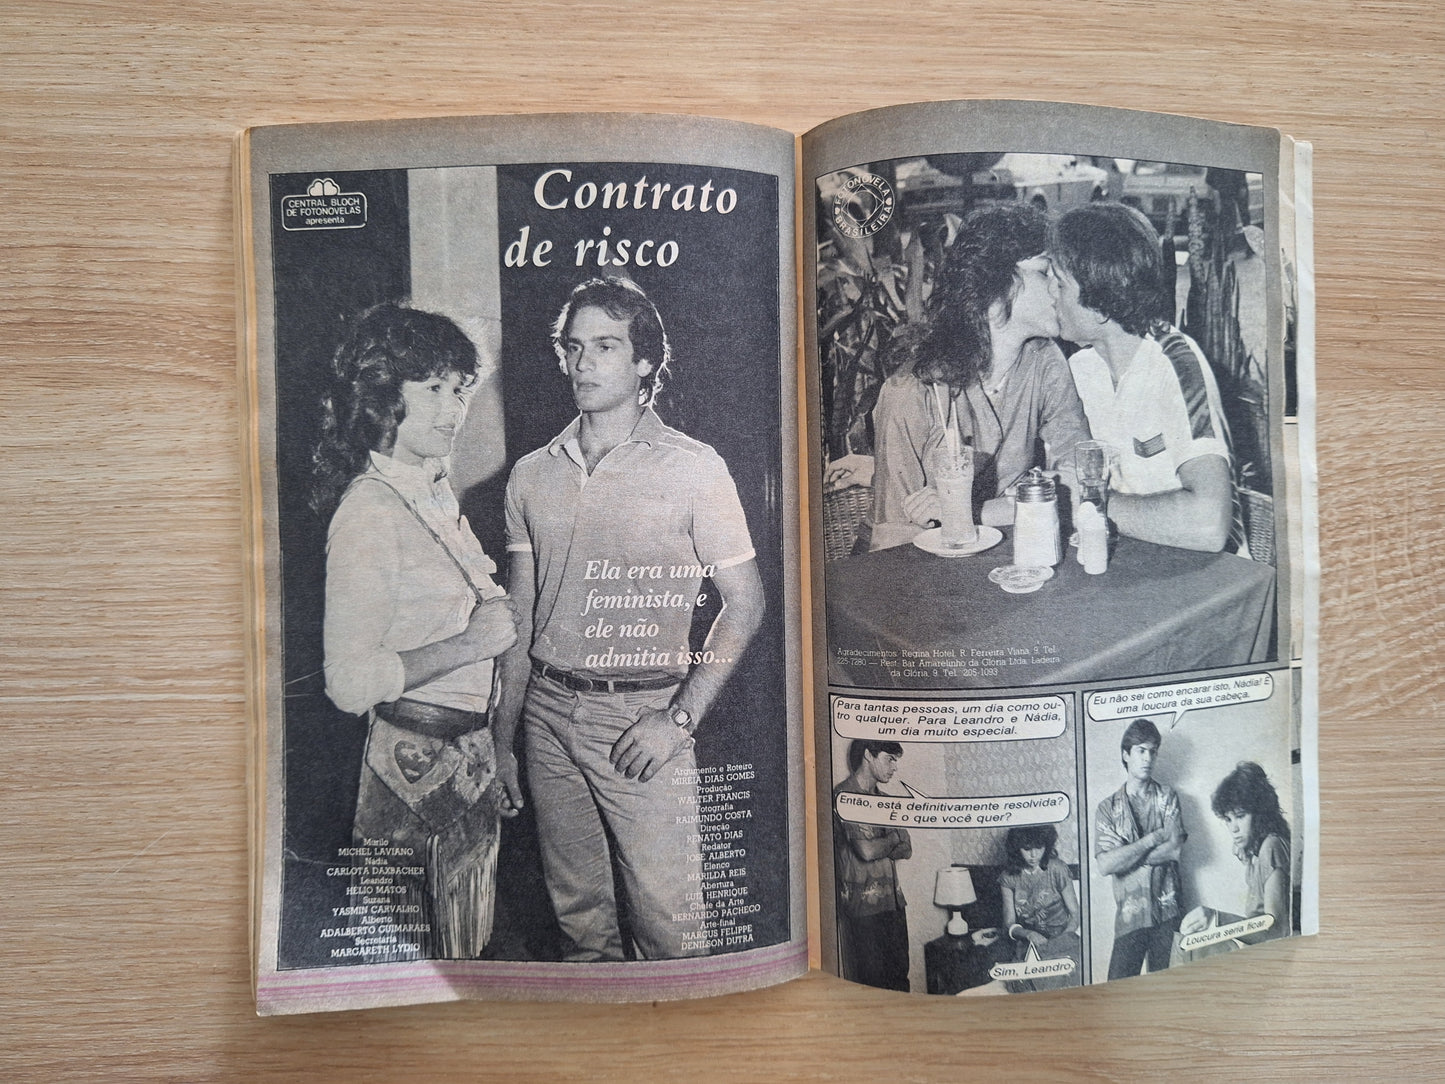 CENTRAL BLOCH
DE FOTONOVELAS
apresenta
Contrato
de risco
Ela era uma
feminista, e
ele não
admitia isso...
Murilo
MICHEL LAVIANO
Nádia
CARLOTA DAXBACHER
Leandro
HÉLIO MATOS
Suzana
YASMIN CARVALHO
Alberto
ADALBERTO GUIMARÃES
Secretária
MARGARETH LYDIO
Argumento e Roteiro
MIREIA DIAS GOMES
Produção
WALTER FRANCIS
Fotografia
RAIMUNDO COSTA
Direção
RENATO DIAS
Redator
JOSÉ ALBERTO
Elenco
MARILDA REIS
Abertura
LUIZ HENRIQUE
Chefe da Arte
BERNARDO PACHECO
Arte-final
MARCUS FELIPPE
DENILSON DUTRA
FOTONOVELA
BRASILEIRA
Agradecimentos: Regina Hotel, R. Ferreira Viana, 9. Tel.
225-7280 — Rest. Bar Amarelinho da Glória Ltda. Ladeira
da Glória, 9. Tel. 205-1093
Para tantas pessoas, um dia como ou-
tro qualquer. Para Leandro e Nádia,
um dia muito especial.
Então, está definitivamente resolvida?
É o que você quer?
Sim, Leandro
Eu não sei como encarar isto, Nádia! É
uma loucura da sua cabeça.
Loucura seria ficar